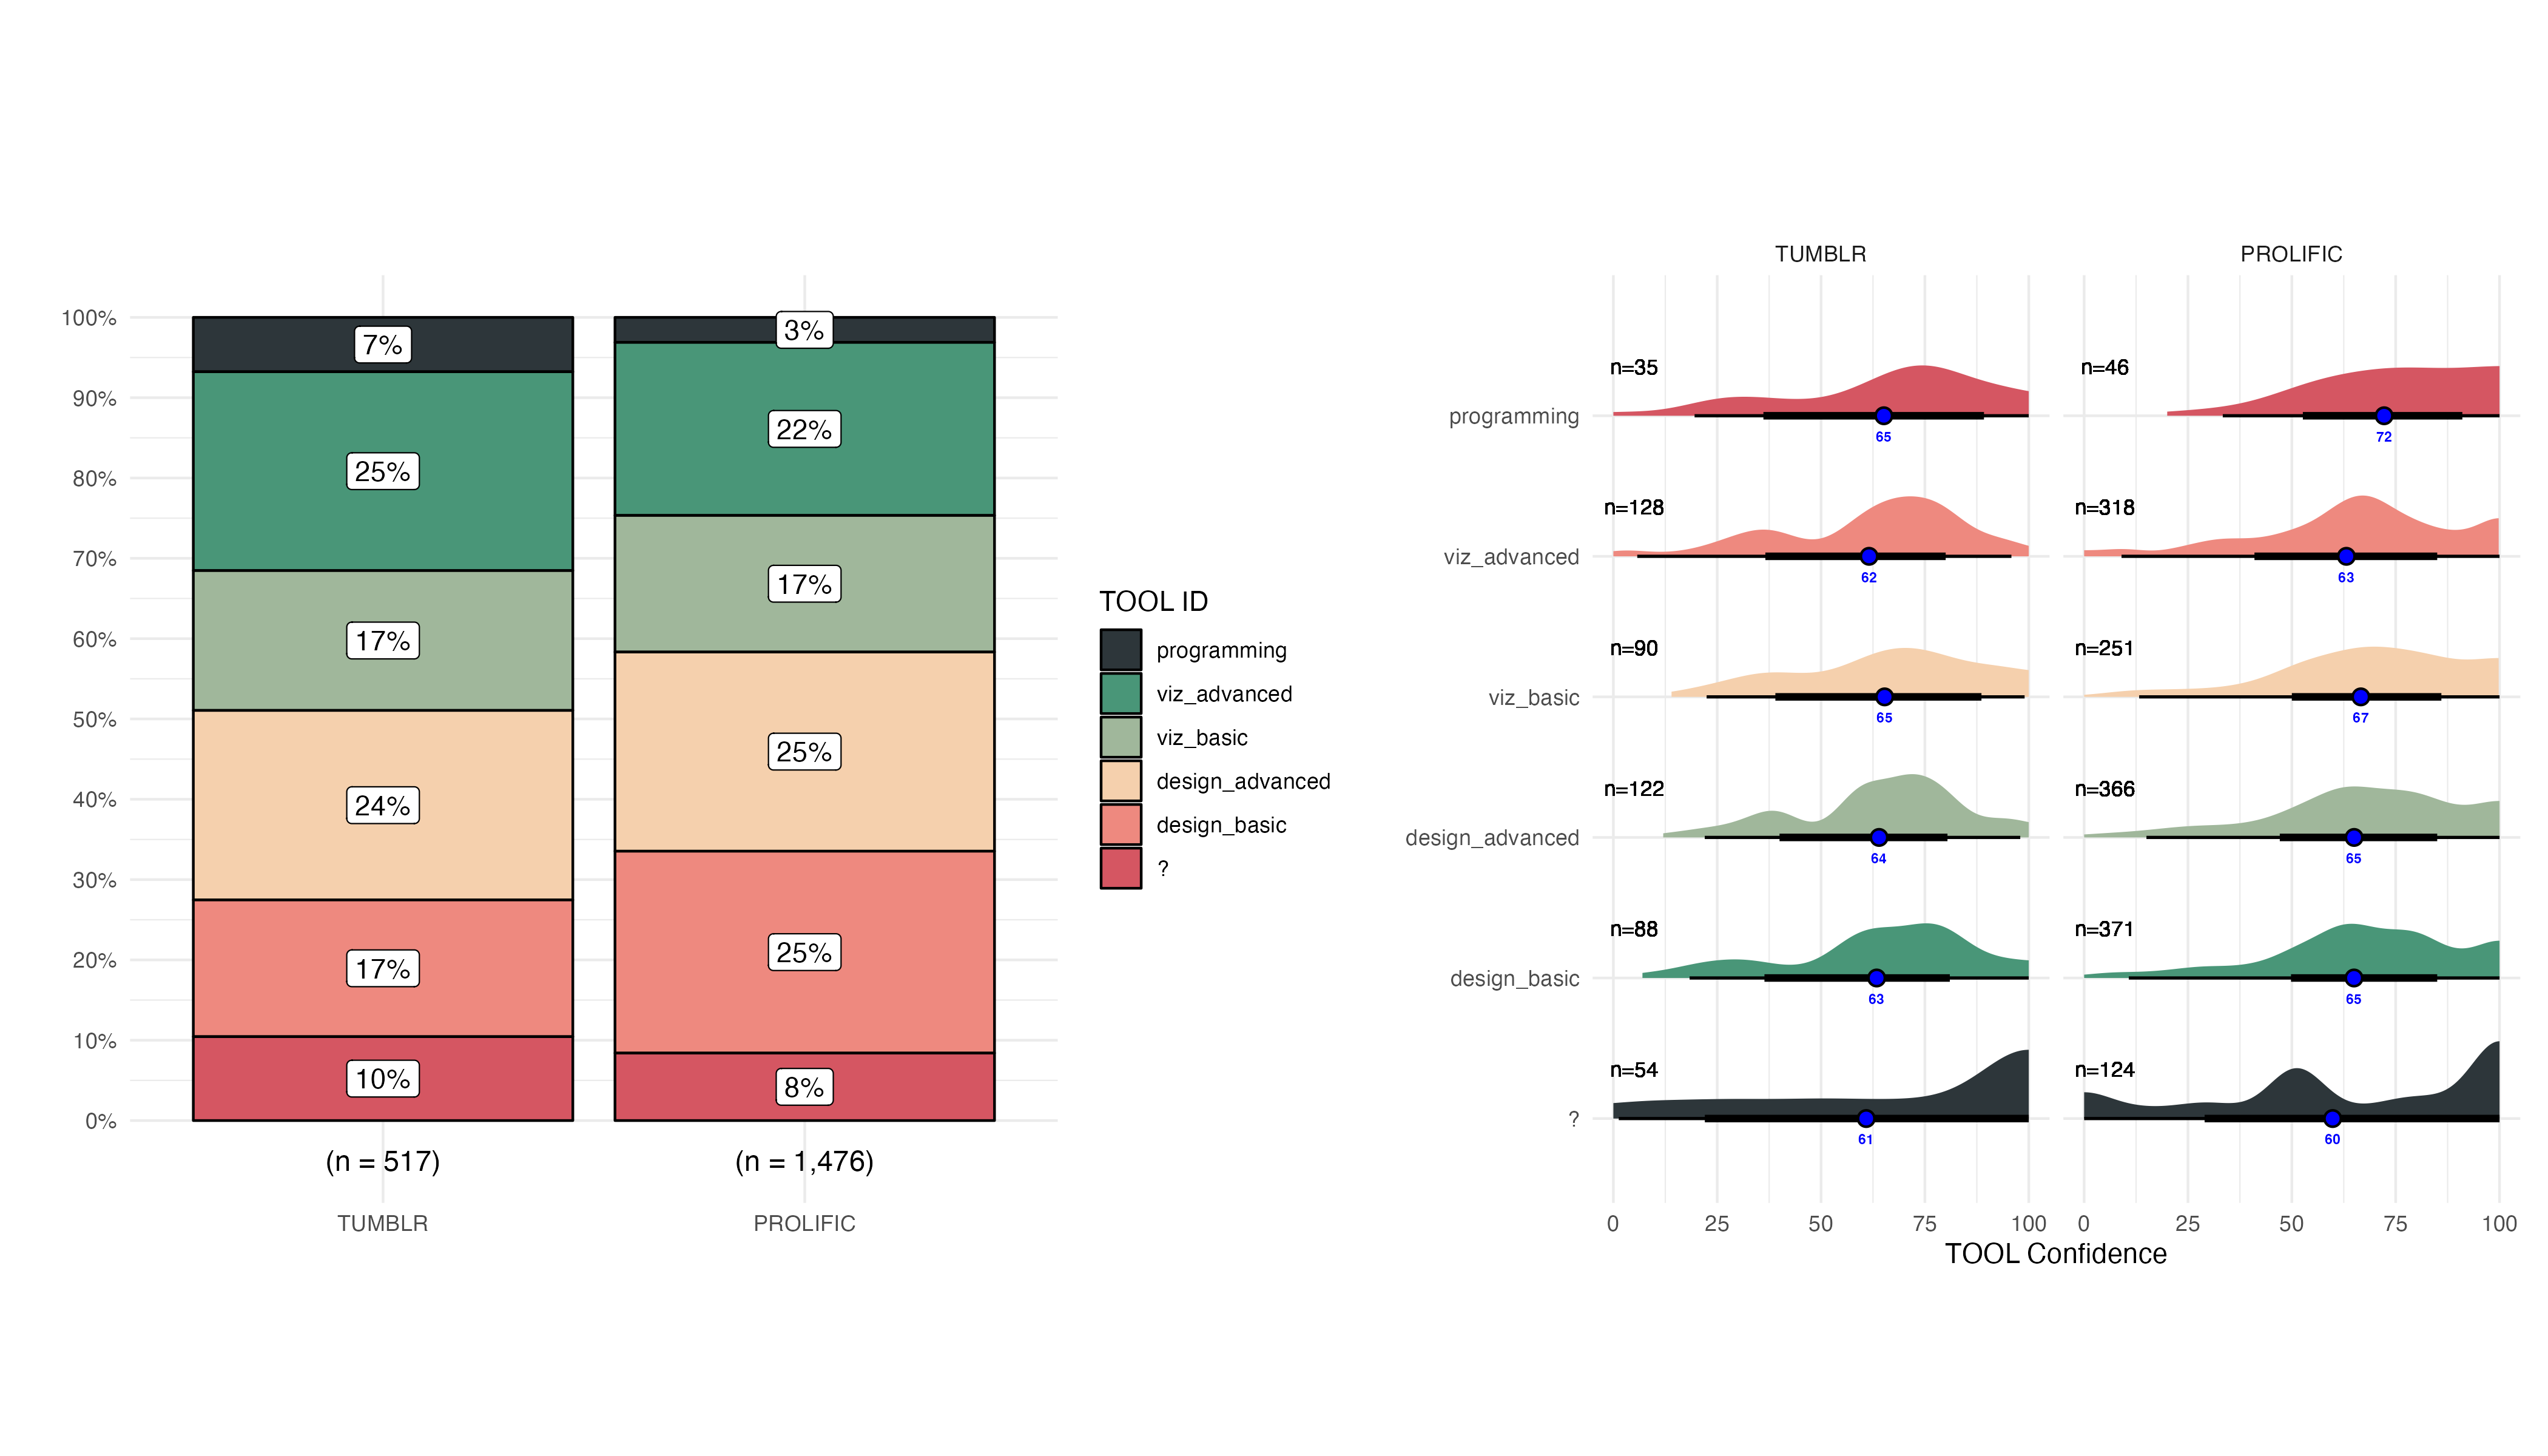 100%
90%
80%
70%
60%
50%
40%
30%
20%
10%
0%
7%
25%
17%
24%
17%
10%
3%
22%
17%
25%
25%
8%
(n = 517)
(n = 1,476)
TUMBLR
PROLIFIC
TOOL ID
programming
viz_advanced
viz_basic
design_advanced
design_basic
?
TUMBLR
PROLIFIC
programming
n=35
65
n=46
72
viz_advanced
n=128
62
n=318
63
viz_basic
n=90
65
n=251
67
design_advanced
n=122
64
n=366
65
design_basic
n=88
63
n=371
65
?
n=54
61
n=124
60
0 25 50 75 100
0 25 50 75 100
TOOL Confidence